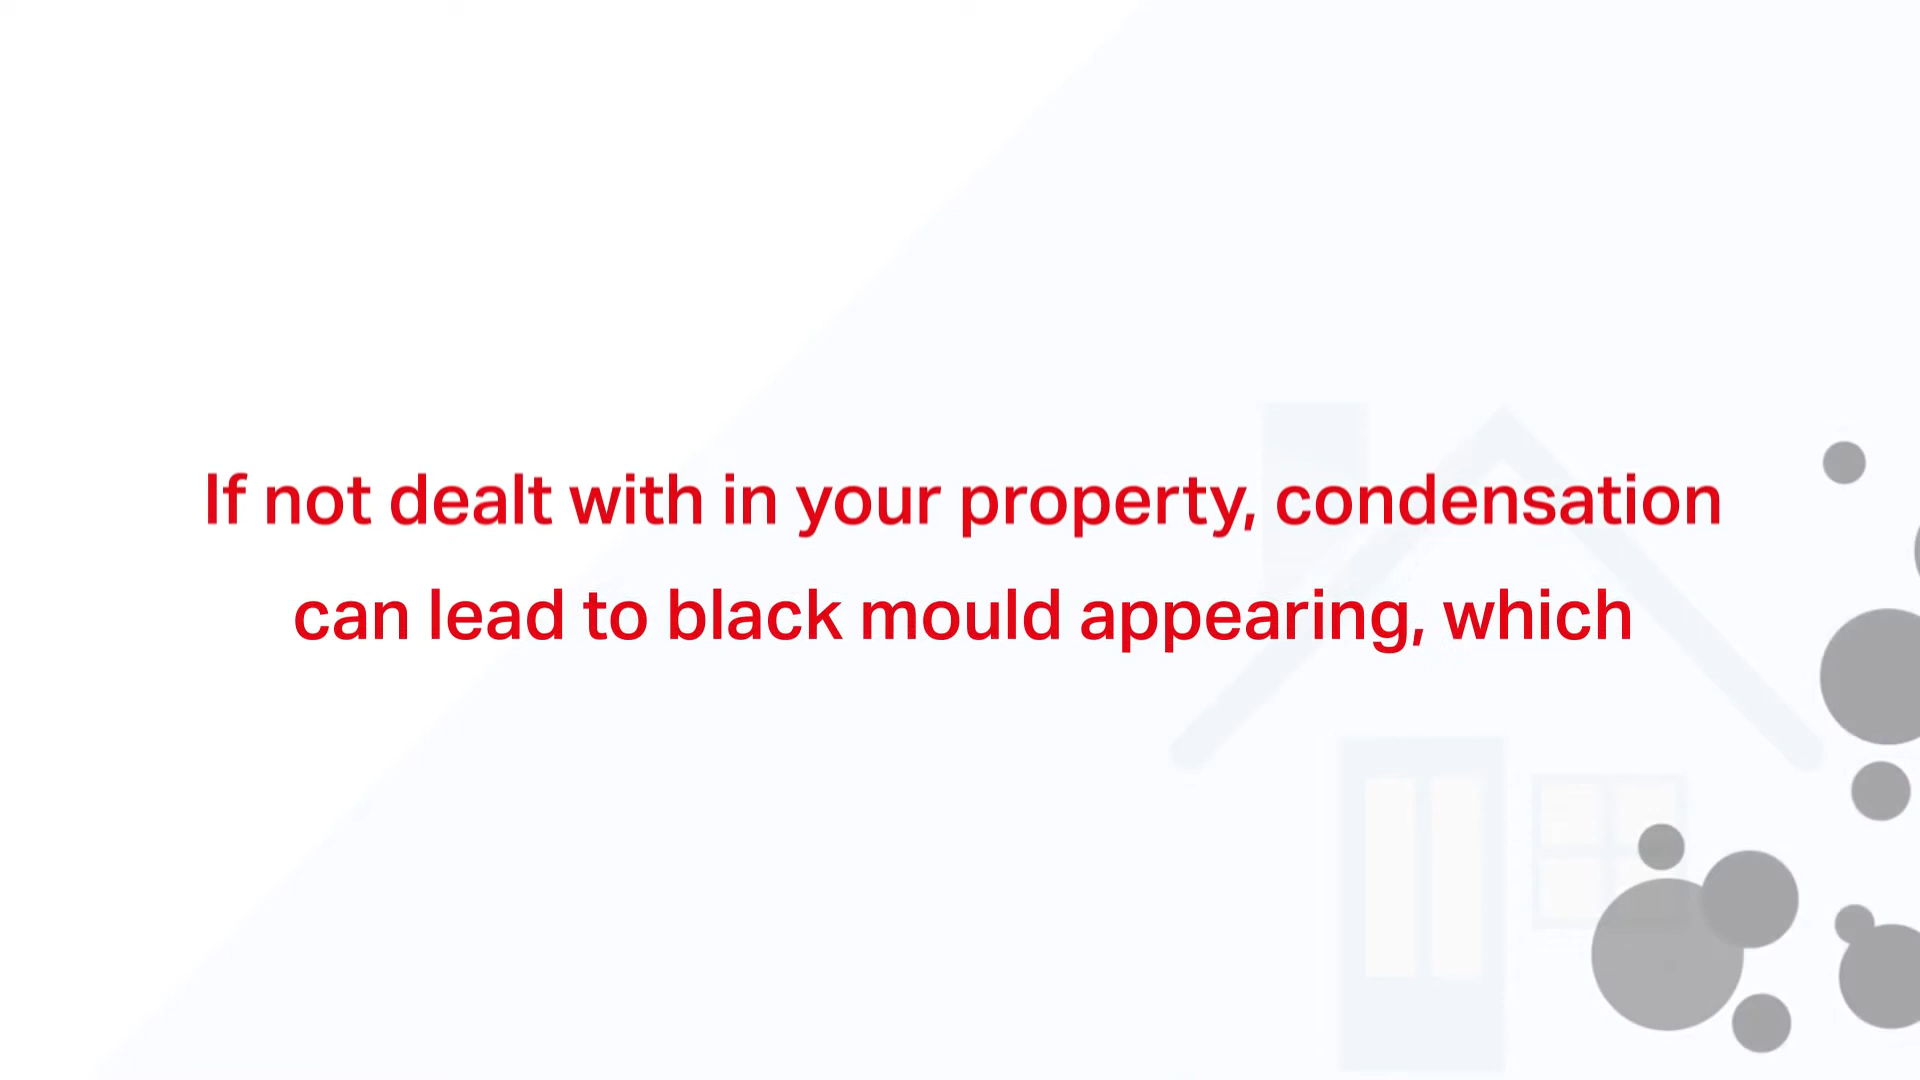 If not dealt with in your property, condensation
can lead to black mould appearing, which